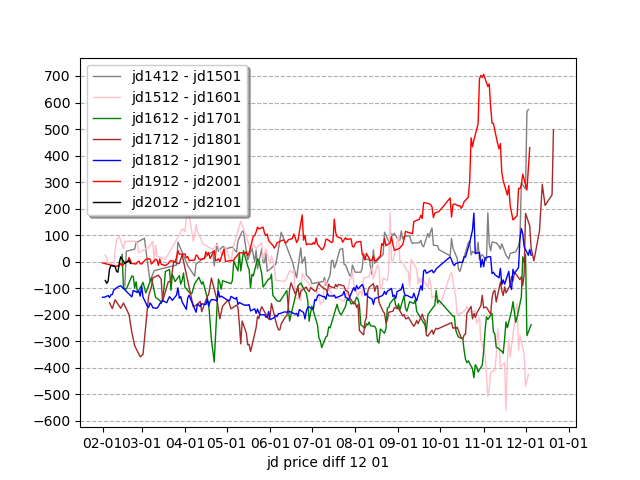 700
600
500
400
300
200
100
0
−100
−200
−300
−400
−500
−600
jd1412 - jd1501
jd1512 - jd1601
jd1612 - jd1701
jd1712 - jd1801
jd1812 - jd1901
jd1912 - jd2001
jd2012 - jd2101
02-01 03-01 04-01 05-01 06-01 07-01 08-01 09-01 10-01 11-01 12-01 01-01
jd price diff 12 01